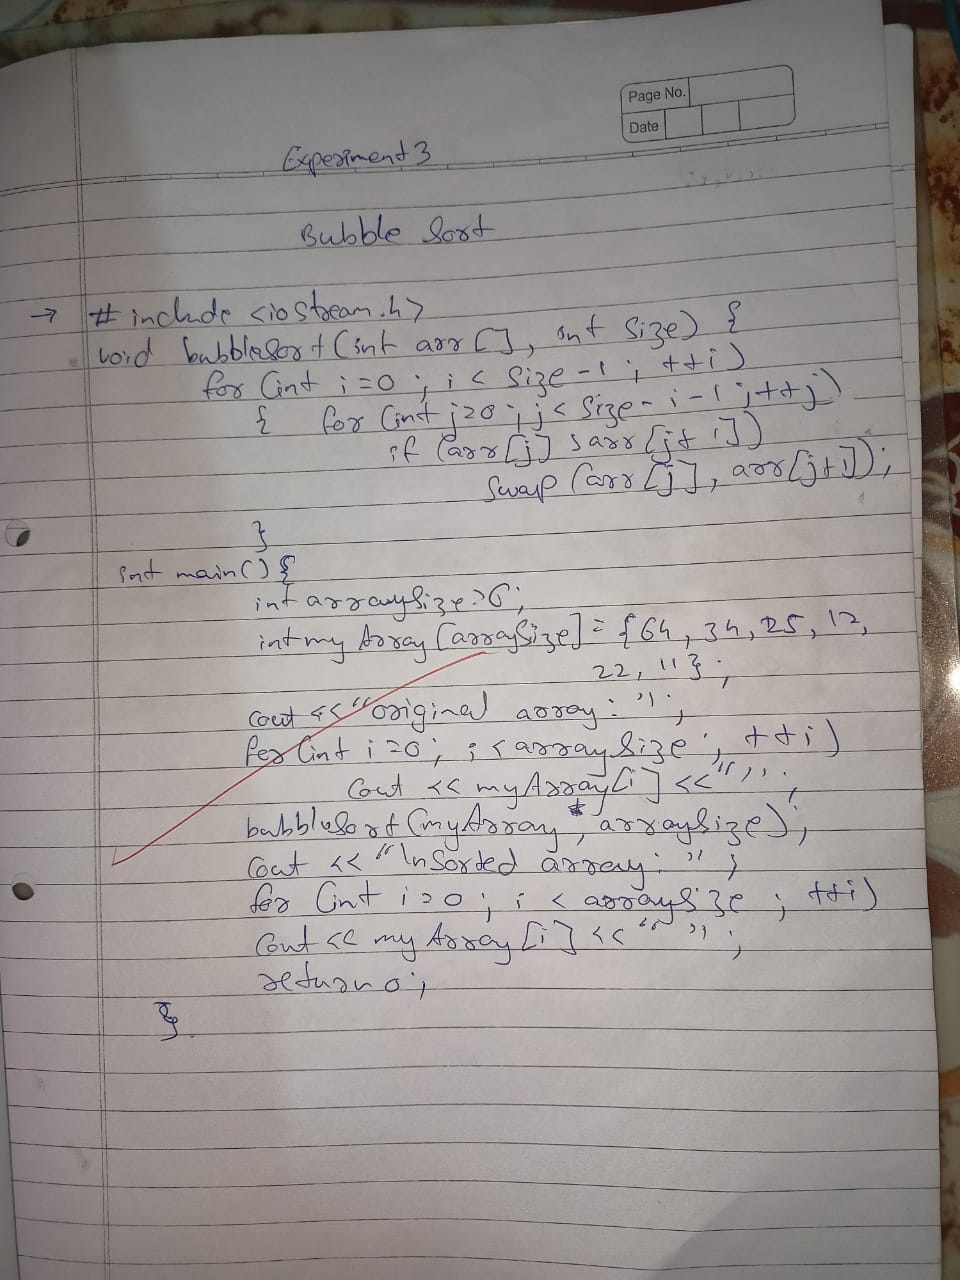 Page No.
Date
Experiment 3
Bubble Sort
→ # include <iostream.h>
void bubbleSort (int arr [], int size) {
for (int i=0 ; i < size -1 ; ++i)
{ for (int j=0 ; j < size - i -1 ; ++j)
if (arr [j] > arr [j+1])
swap (arr [j], arr [j+1]);
}
int main() {
int arraySize=6;
int my Array [arraySize] = {64, 34, 25, 12,
22, 11} ;
cout << "original array : " ;
for (int i=0 ; i < arraySize ; ++i)
cout << myArray [i] << " " ;
bubbleSort (myArray , arraySize) ;
cout << "\nSorted array : " ;
for (int i=0 ; i < arraySize ; ++i)
cout << my Array [i] << " " ;
return 0 ;
}